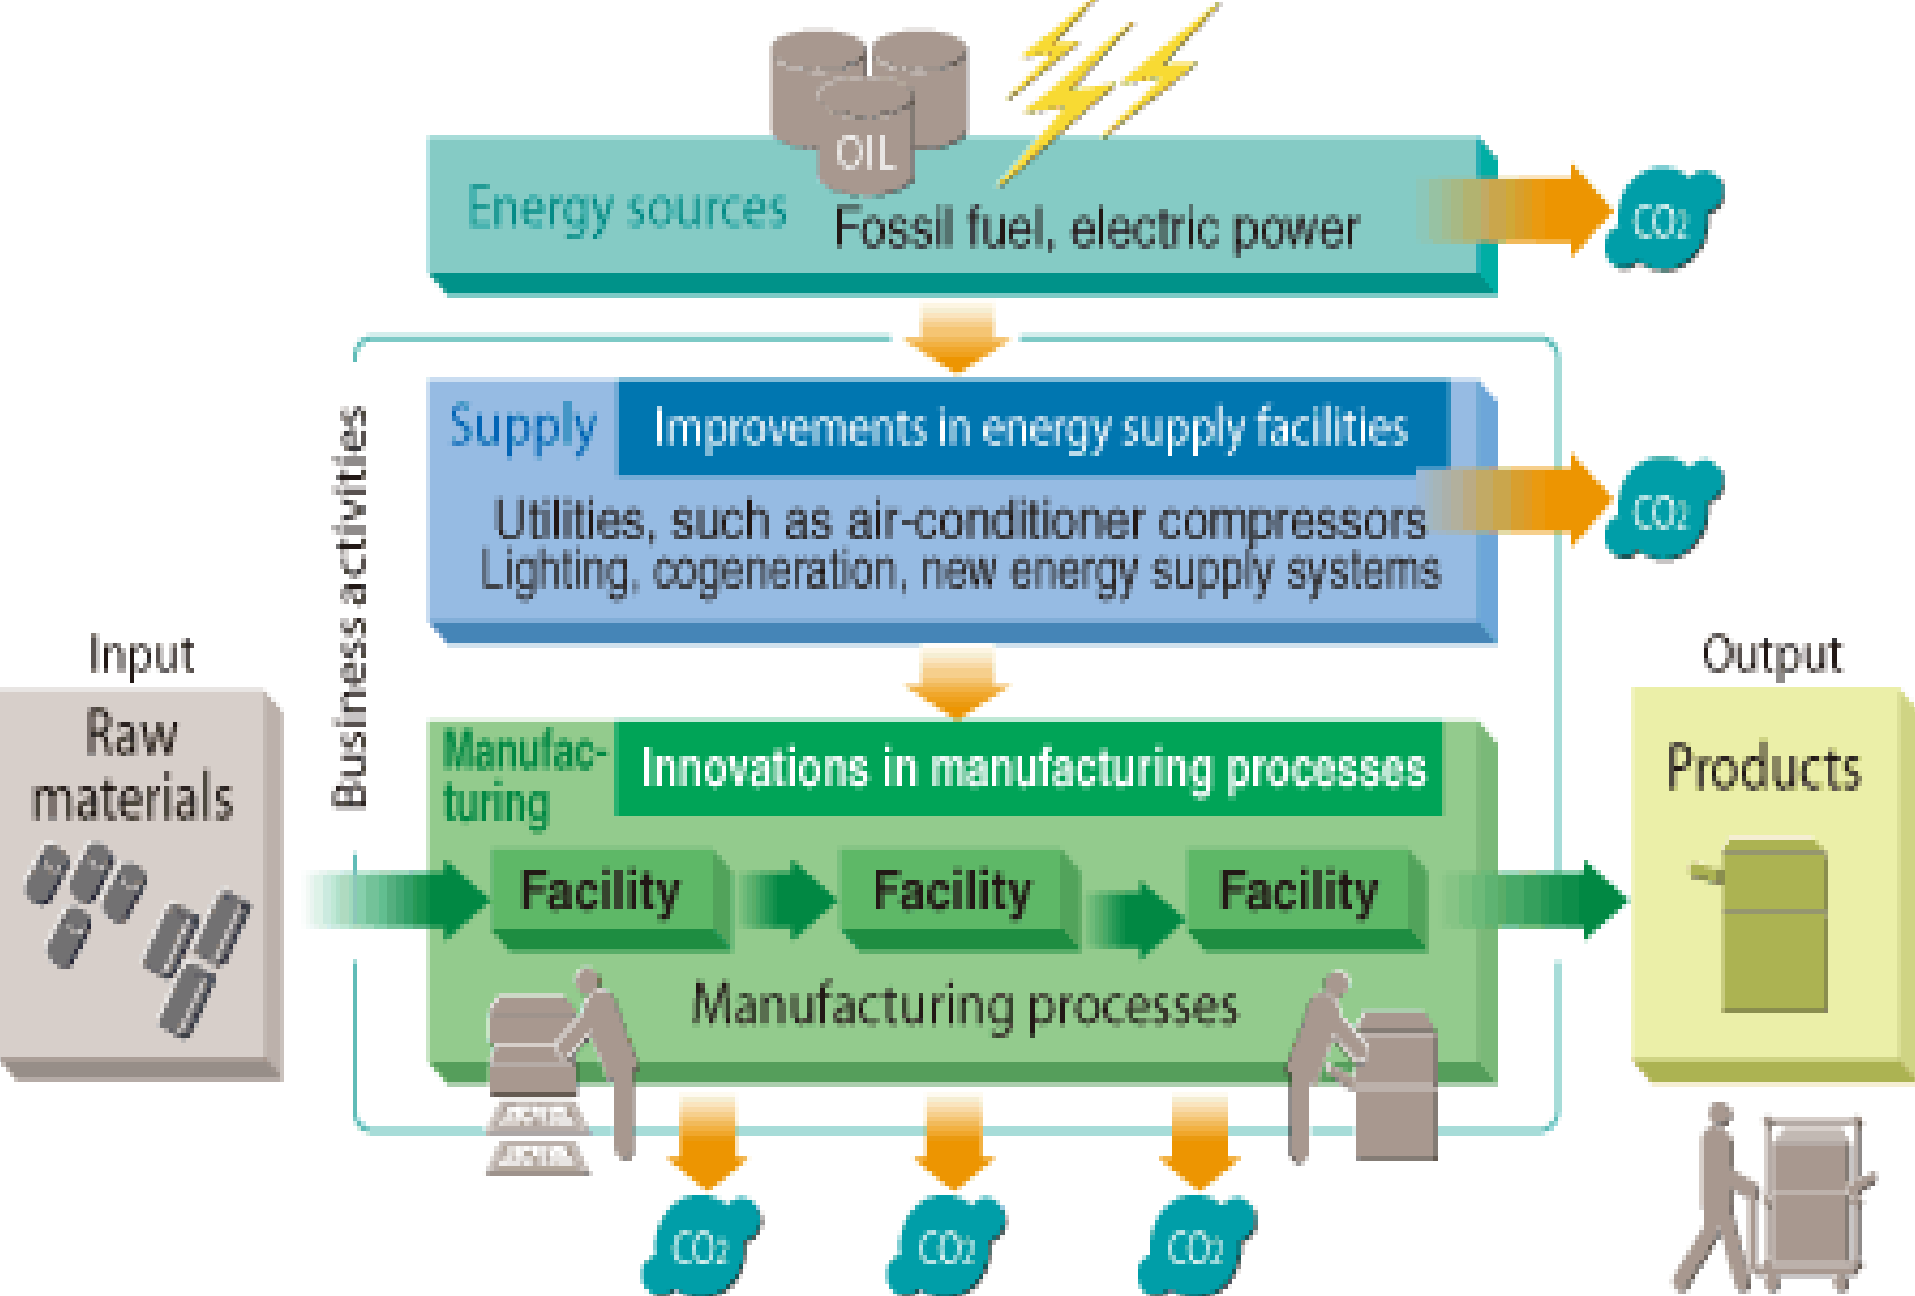 OIL
Energy sources
Fossil fuel, electric power
CO2
Supply
Improvements in energy supply facilities
Utilities, such as air-conditioner compressors
Lighting, cogeneration, new energy supply systems
CO2
Business activities
Input
Raw
materials
Manufac-
turing
Innovations in manufacturing processes
Facility
Facility
Facility
Manufacturing processes
Output
Products
CO2
CO2
CO2